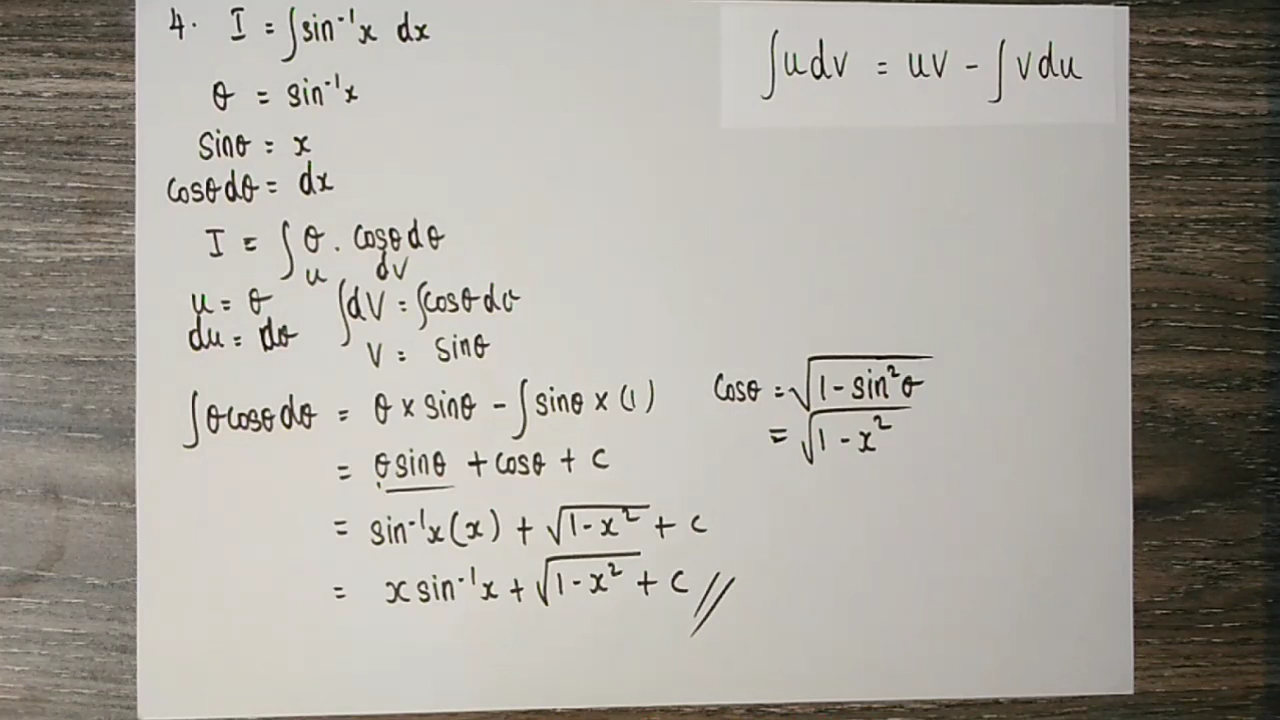 4. I = ∫sin⁻¹x dx
∫udv = uv - ∫vdu
θ = sin⁻¹x
Sinθ = x
Cosθdθ = dx
I = ∫θ . Cosθdθ
u dv
u = θ ∫dV = ∫cosθdθ
du = dθ
V = Sinθ
∫θcosθdθ = θ × sinθ - ∫sinθ × (1)
= θsinθ + cosθ + c
= sin⁻¹x(x) + √1-x² + c
= x sin⁻¹x + √1-x² + c //
Cosθ = √1-sin²θ
= √1-x²